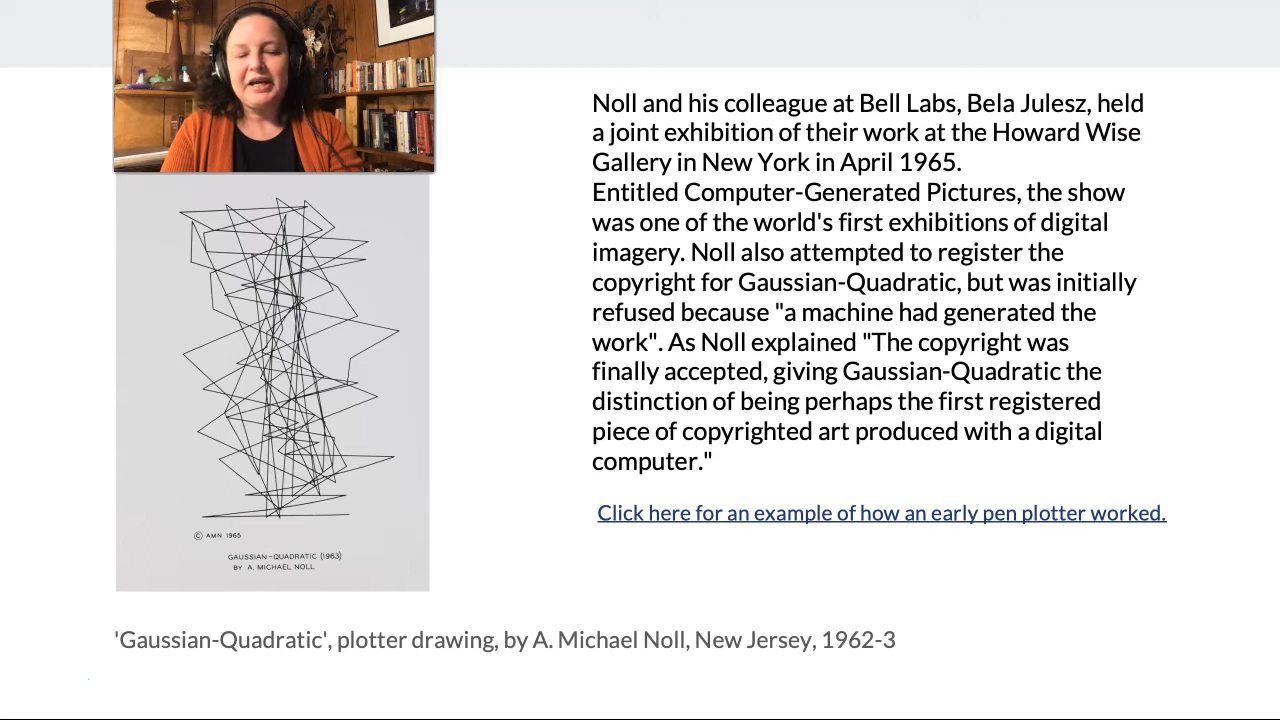 Noll and his colleague at Bell Labs, Bela Julesz, held
a joint exhibition of their work at the Howard Wise
Gallery in New York in April 1965.
Entitled Computer-Generated Pictures, the show
was one of the world's first exhibitions of digital
imagery. Noll also attempted to register the
copyright for Gaussian-Quadratic, but was initially
refused because "a machine had generated the
work". As Noll explained "The copyright was
finally accepted, giving Gaussian-Quadratic the
distinction of being perhaps the first registered
piece of copyrighted art produced with a digital
computer."
Click here for an example of how an early pen plotter worked.
© AMN 1965
GAUSSIAN-QUADRATIC (1963)
BY A. MICHAEL NOLL
'Gaussian-Quadratic', plotter drawing, by A. Michael Noll, New Jersey, 1962-3